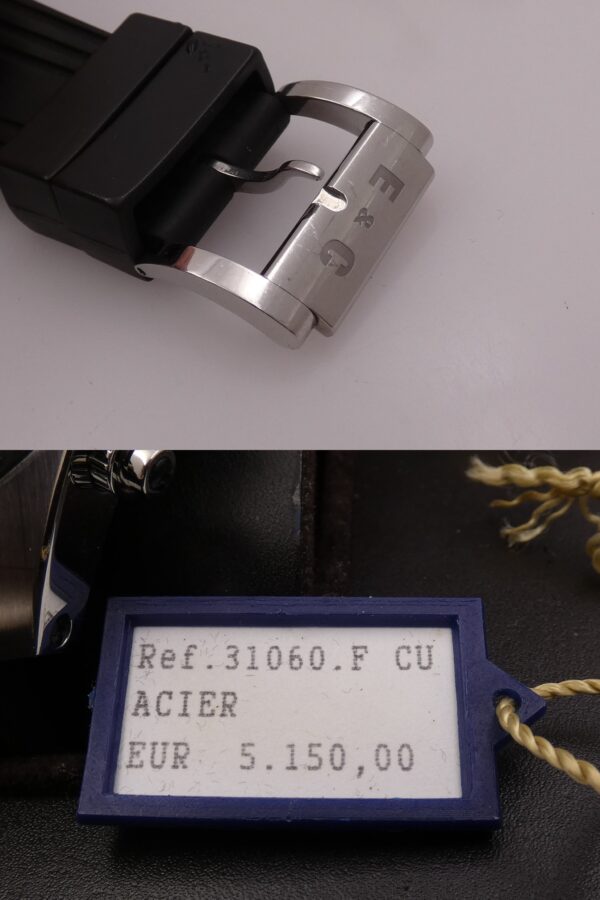 E & C
Ref.31060.F CU
ACIER
EUR 5.150,00